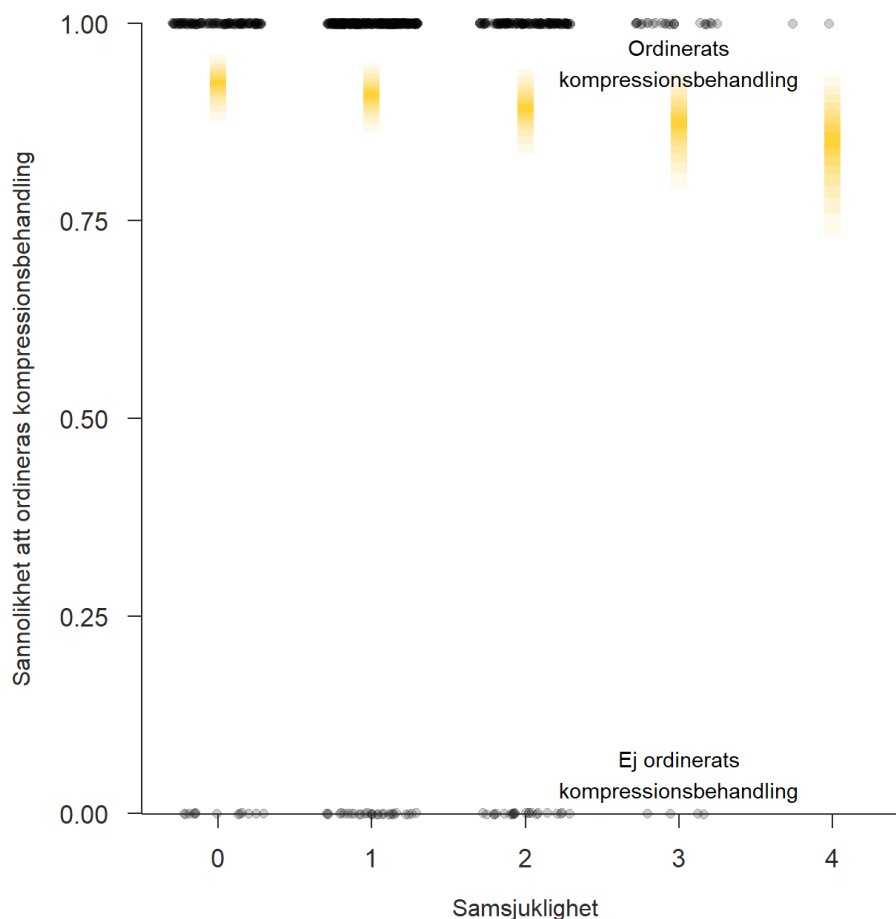 1.00
0.75
0.50
0.25
0.00
Sannolikhet att ordineras kompressionsbehandling
Ordinerats
kompressionsbehandling
Ej ordinerats
kompressionsbehandling
0 1 2 3 4
Samsjuklighet